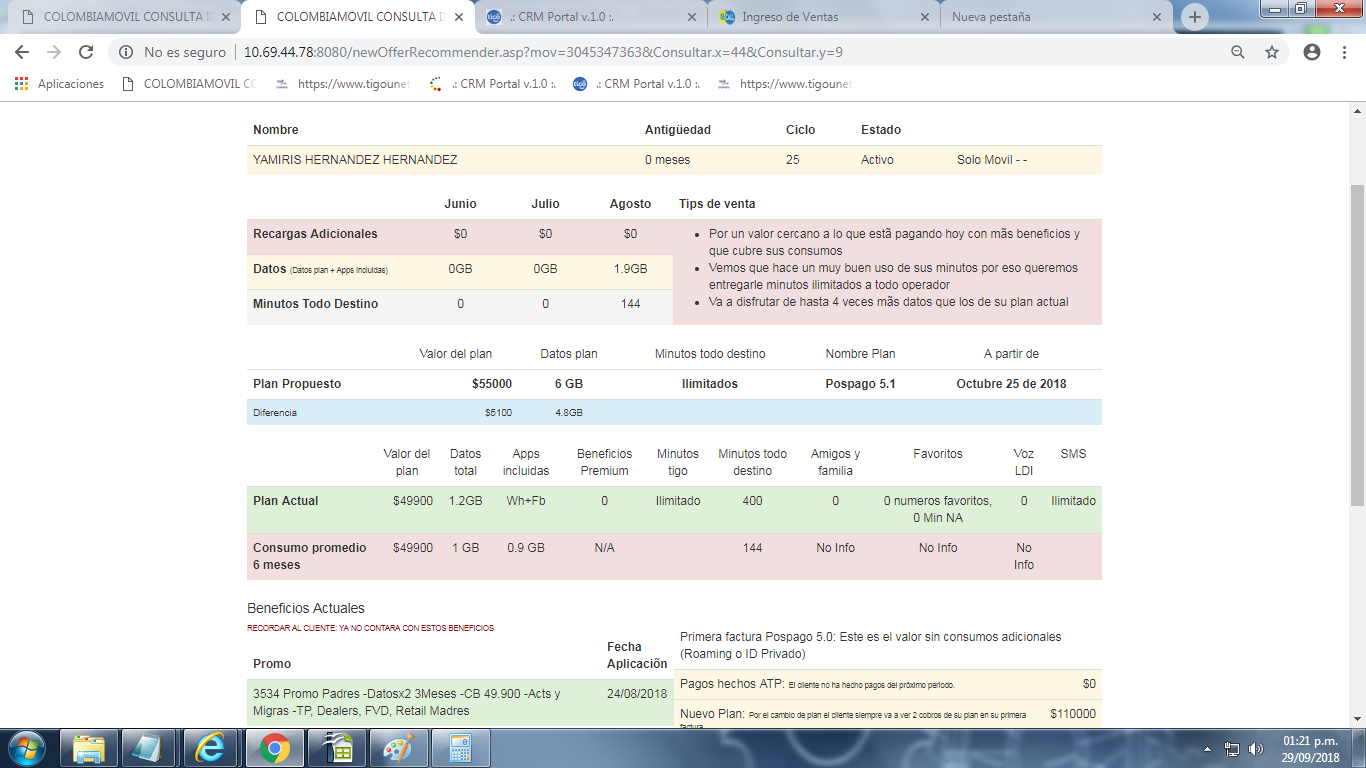 COLOMBIAMOVIL CONSULTA I
COLOMBIAMOVIL CONSULTA I
.: CRM Portal v.1.0 :.
Ingreso de Ventas
Nueva pestaña
No es seguro
10.69.44.78:8080/newOfferRecommender.asp?mov=3045347363&Consultar.x=44&Consultar.y=9
Aplicaciones
COLOMBIAMOVIL CO
https://www.tigoune
.: CRM Portal v.1.0 :.
.: CRM Portal v.1.0 :.
https://www.tigoune
Nombre Antigüedad Ciclo Estado
YAMIRIS HERNANDEZ HERNANDEZ 0 meses 25 Activo Solo Movil - -
Junio Julio Agosto Tips de venta
Recargas Adicionales $0 $0 $0
Datos (Datos plan + Apps incluidas) 0GB 0GB 1.9GB
Minutos Todo Destino 0 0 144
• Por un valor cercano a lo que estã pagando hoy con mãs beneficios y
que cubre sus consumos
• Vemos que hace un muy buen uso de sus minutos por eso queremos
entregarle minutos ilimitados a todo operador
• Va a disfrutar de hasta 4 veces mãs datos que los de su plan actual
Valor del plan Datos plan Minutos todo destino Nombre Plan A partir de
Plan Propuesto $55000 6 GB Ilimitados Pospago 5.1 Octubre 25 de 2018
Diferencia $5100 4.8GB
Valor del Datos Apps Beneficios Minutos Minutos todo Amigos y Favoritos Voz SMS
plan total incluidas Premium tigo destino familia LDI
Plan Actual $49900 1.2GB Wh+Fb 0 Ilimitado 400 0 0 numeros favoritos, 0 Ilimitado
0 Min NA
Consumo promedio $49900 1 GB 0.9 GB N/A 144 No Info No Info No
6 meses Info
Beneficios Actuales
RECORDAR AL CLIENTE: YA NO CONTARA CON ESTOS BENEFICIOS
Promo Fecha
Aplicaciõn
3534 Promo Padres -Datosx2 3Meses -CB 49.900 -Acts y 24/08/2018
Migras -TP, Dealers, FVD, Retail Madres
Primera factura Pospago 5.0: Este es el valor sin consumos adicionales
(Roaming o ID Privado)
Pagos hechos ATP: El cliente no ha hecho pagos del próximo periodo. $0
Nuevo Plan: Por el cambio de plan el cliente siempre va a ver 2 cobros de su plan en su primera $110000
factura
01:21 p.m.
29/09/2018